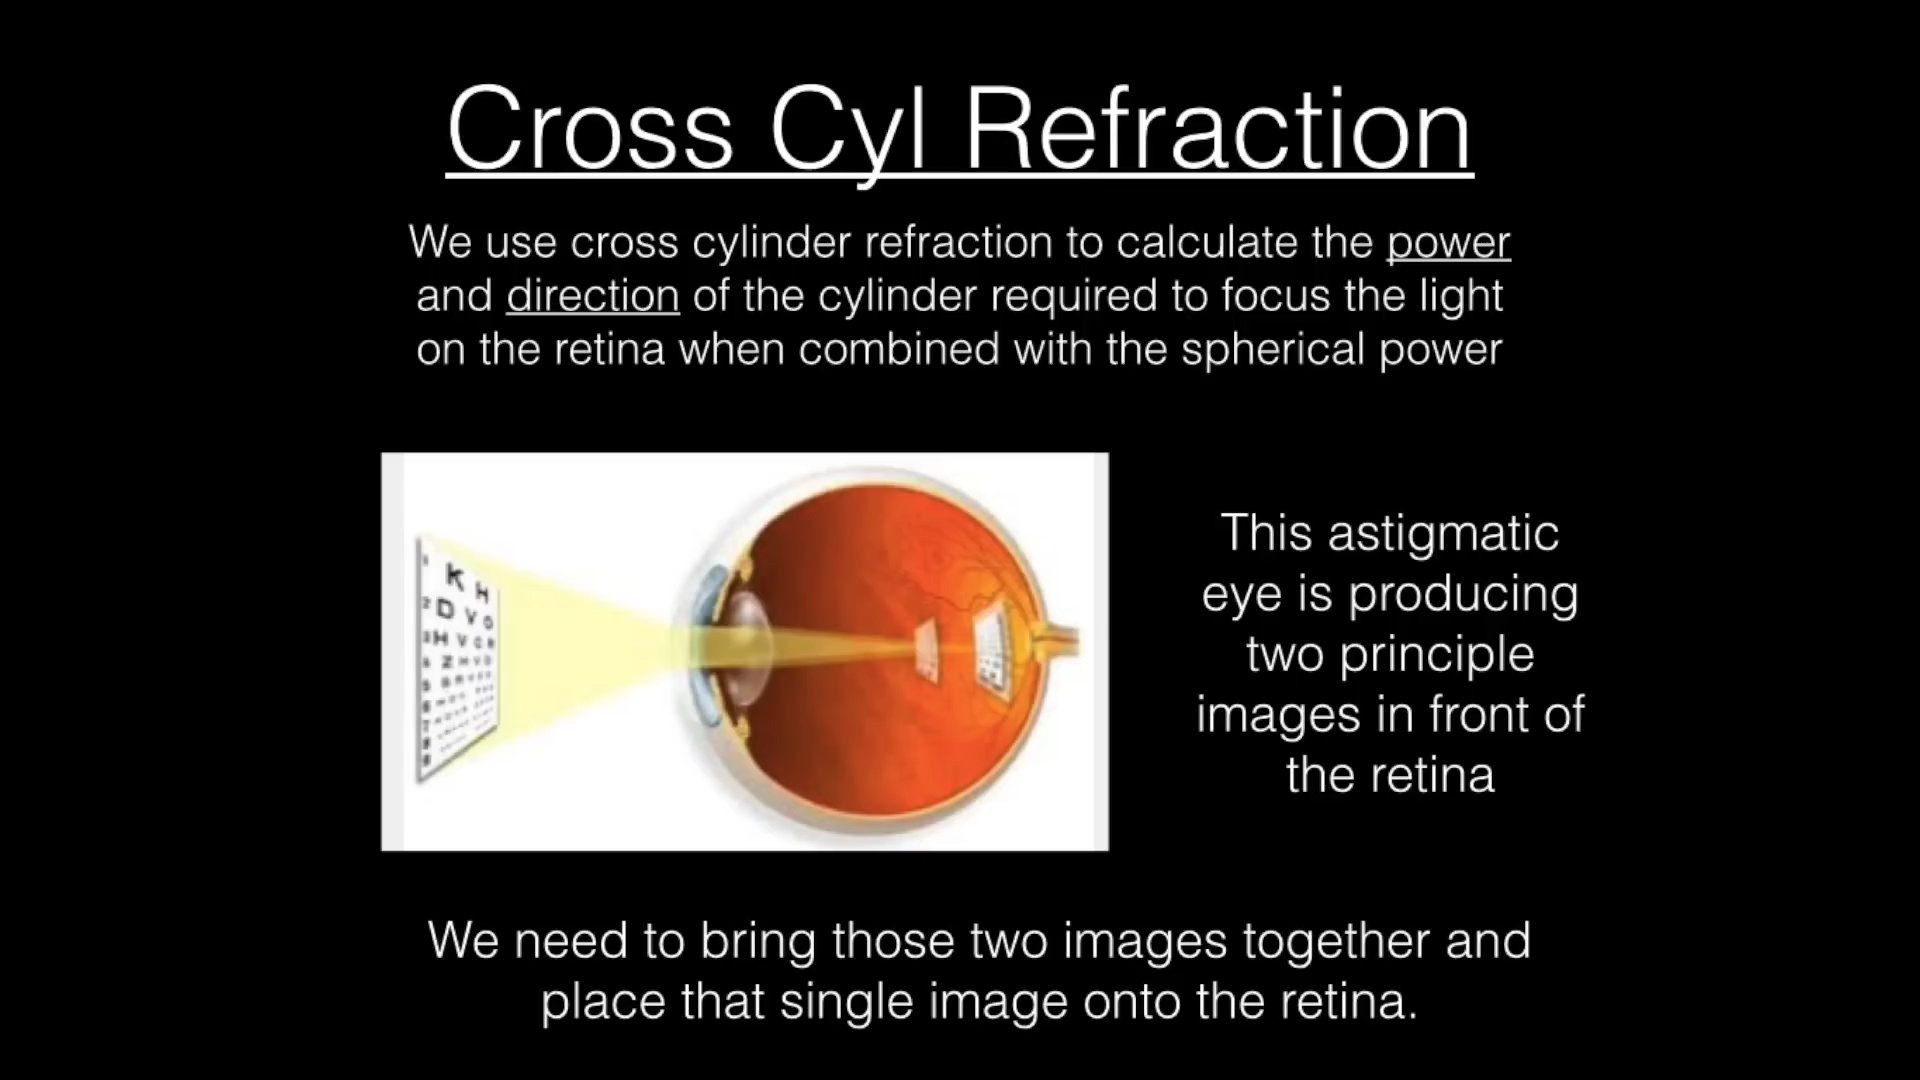 Cross Cyl Refraction
We use cross cylinder refraction to calculate the power
and direction of the cylinder required to focus the light
on the retina when combined with the spherical power
K H
D V O
H V C R
Z H V D
This astigmatic
eye is producing
two principle
images in front of
the retina
We need to bring those two images together and
place that single image onto the retina.